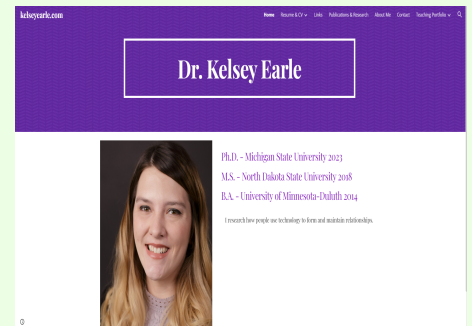 kelseyearle.com
Home Resume & CV Links Publications & Research About Me Contact Teaching Portfolio
Dr. Kelsey Earle
Ph.D. - Michigan State University 2023
M.S. - North Dakota State University 2018
B.A. - University of Minnesota-Duluth 2014
I research how people use technology to form and maintain relationships.